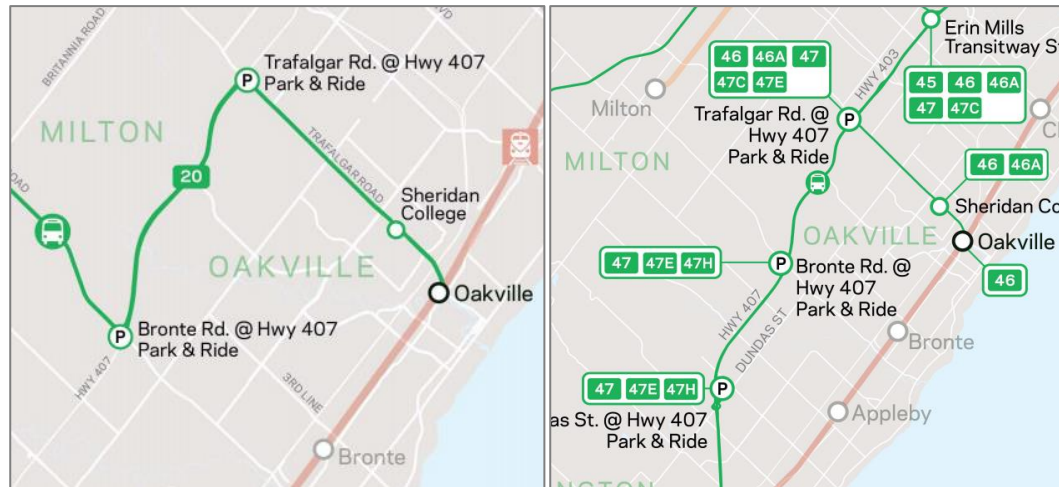 BRITANNIA ROAD
Trafalgar Rd. @ Hwy 407
Park & Ride
MILTON
TRAFALGAR ROAD
20
ROAD
Sheridan
College
OAKVILLE
Oakville
P
P
Bronte Rd. @ Hwy 407
Park & Ride
HWY 407
3RD LINE
Bronte
Erin Mills
Transitway St
46 46A 47
47C 47E
HWY 403
45 46 46A
47 47C
Milton
Trafalgar Rd. @
Hwy 407
Park & Ride
P
MILTON
46 46A
Sheridan Co
OAKVILLE
Oakville
46
47 47E 47H
P
Bronte Rd. @
Hwy 407
Park & Ride
HWY 407
DUNDAS ST
Bronte
47 47E 47H
P
as St. @ Hwy 407
Park & Ride
Appleby
NGTON